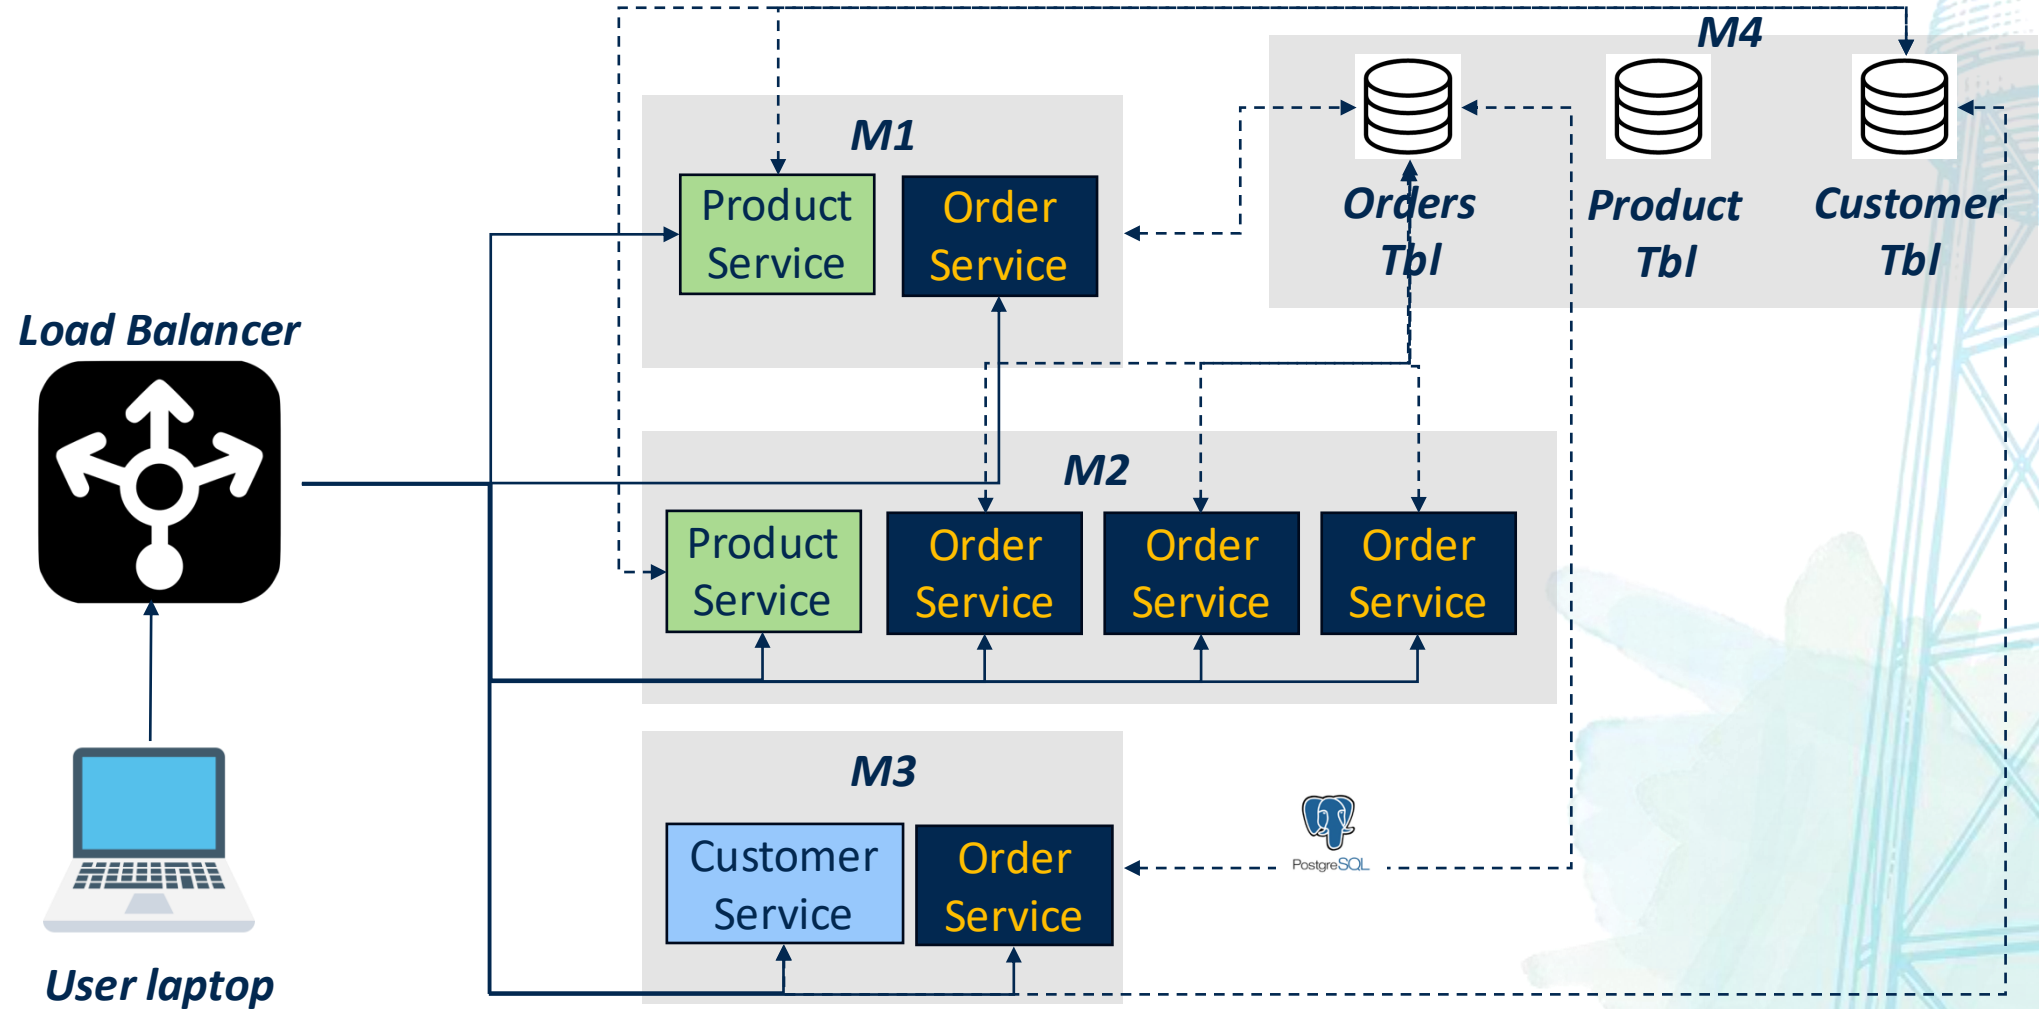 M4
M1
Product
Service
Order
Service
Orders
Tbl
Product
Tbl
Customer
Tbl
Load Balancer
M2
Product
Service
Order
Service
Order
Service
Order
Service
M3
Customer
Service
Order
Service
PostgreSQL
User laptop